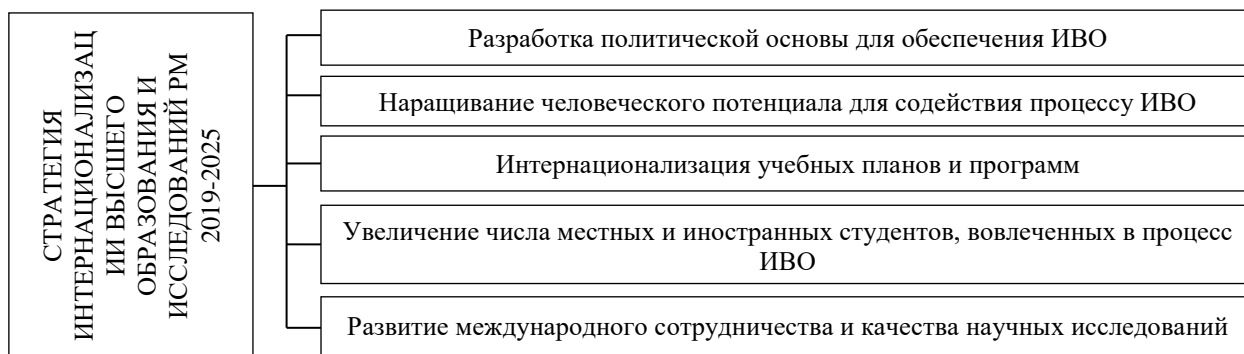 СТРАТЕГИЯ
ИНТЕРНАЦИОНАЛИЗАЦ
ИИ ВЫСШЕГО
ОБРАЗОВАНИЯ И
ИССЛЕДОВАНИЙ РМ
2019-2025
Разработка политической основы для обеспечения ИВО
Наращивание человеческого потенциала для содействия процессу ИВО
Интернационализация учебных планов и программ
Увеличение числа местных и иностранных студентов, вовлеченных в процесс
ИВО
Развитие международного сотрудничества и качества научных исследований